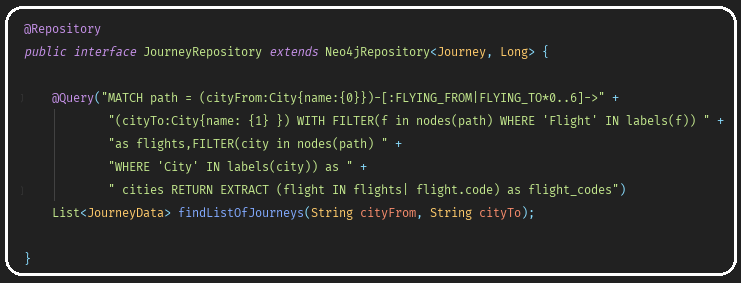 @Repository
public interface JourneyRepository extends Neo4jRepository<Journey, Long> {
@Query("MATCH path = (cityFrom:City{name:{0}})-[:FLYING_FROM|FLYING_TO*0..6]->" +
"(cityTo:City{name: {1} }) WITH FILTER(f in nodes(path) WHERE 'Flight' IN labels(f)) " +
"as flights,FILTER(city in nodes(path) " +
"WHERE 'City' IN labels(city)) as " +
" cities RETURN EXTRACT (flight IN flights| flight.code) as flight_codes")
List<JourneyData> findListOfJourneys(String cityFrom, String cityTo);
}